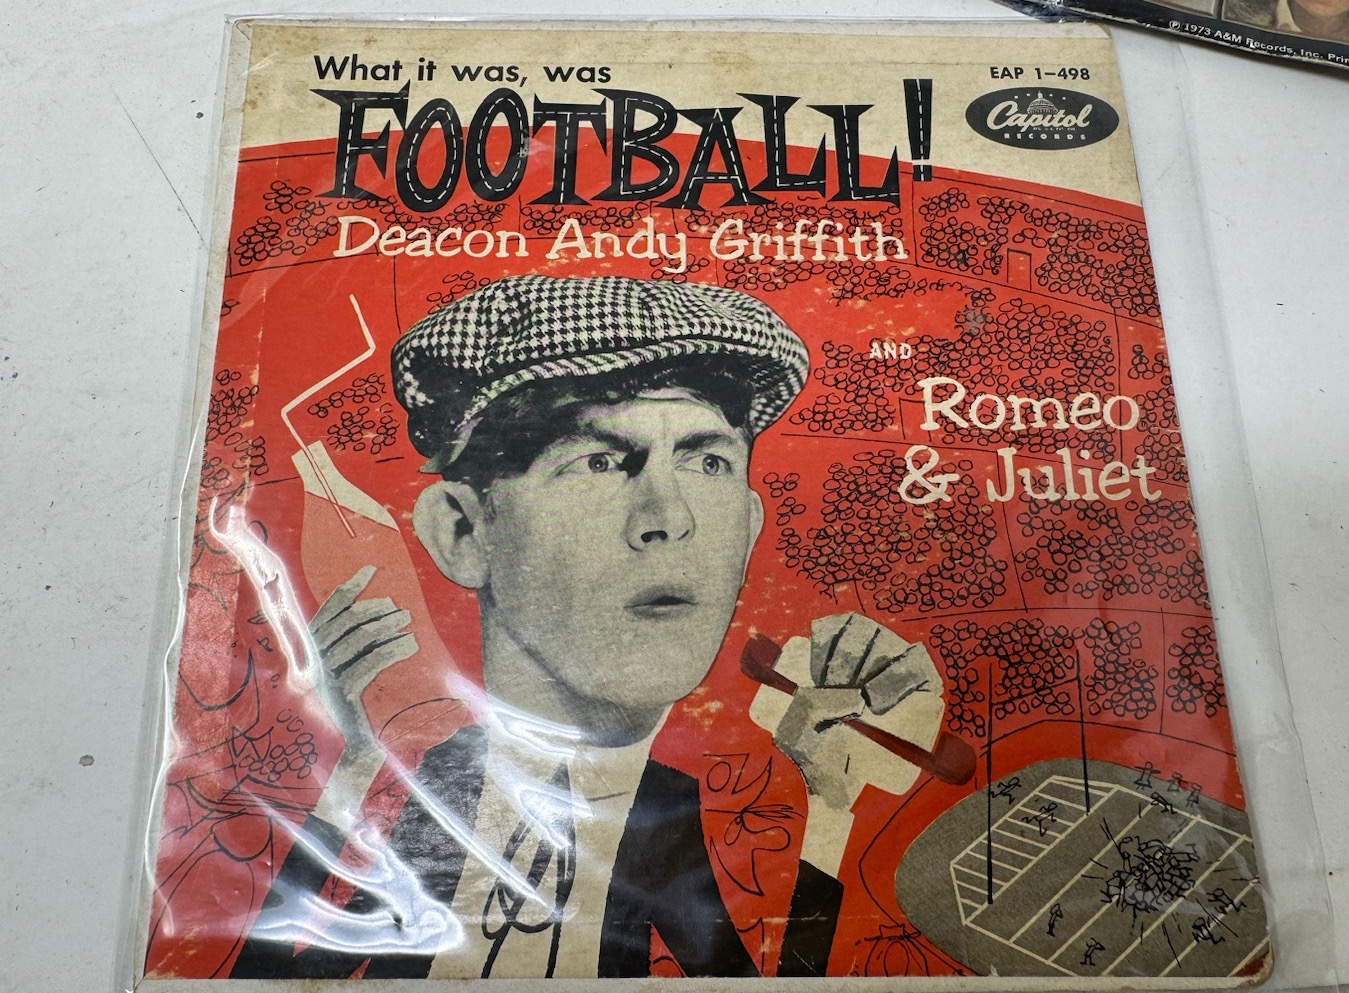 What it was, was
FOOTBALL!
EAP 1-498
Capitol
RECORDS
Deacon Andy Griffith
AND
Romeo
& Juliet
℗ 1973 A&M Records, Inc.